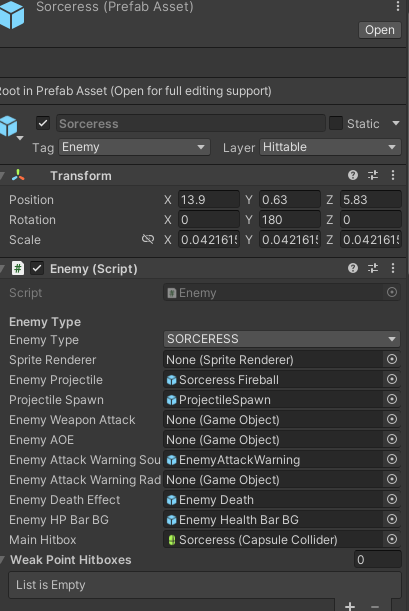 Sorceress (Prefab Asset)
Open
Root in Prefab Asset (Open for full editing support)
Sorceress Static
Tag Enemy Layer Hittable
Transform
Position X 13.9 Y 0.63 Z 5.83
Rotation X 0 Y 180 Z 0
Scale X 0.0421615 Y 0.0421615 Z 0.0421615
# Enemy (Script)
Script # Enemy
Enemy Type
Enemy Type SORCERESS
Sprite Renderer None (Sprite Renderer)
Enemy Projectile Sorceress Fireball
Projectile Spawn ProjectileSpawn
Enemy Weapon Attack None (Game Object)
Enemy AOE None (Game Object)
Enemy Attack Warning Sou EnemyAttackWarning
Enemy Attack Warning Rad None (Game Object)
Enemy Death Effect Enemy Death
Enemy HP Bar BG Enemy Health Bar BG
Main Hitbox Sorceress (Capsule Collider)
Weak Point Hitboxes 0
List is Empty
+ −